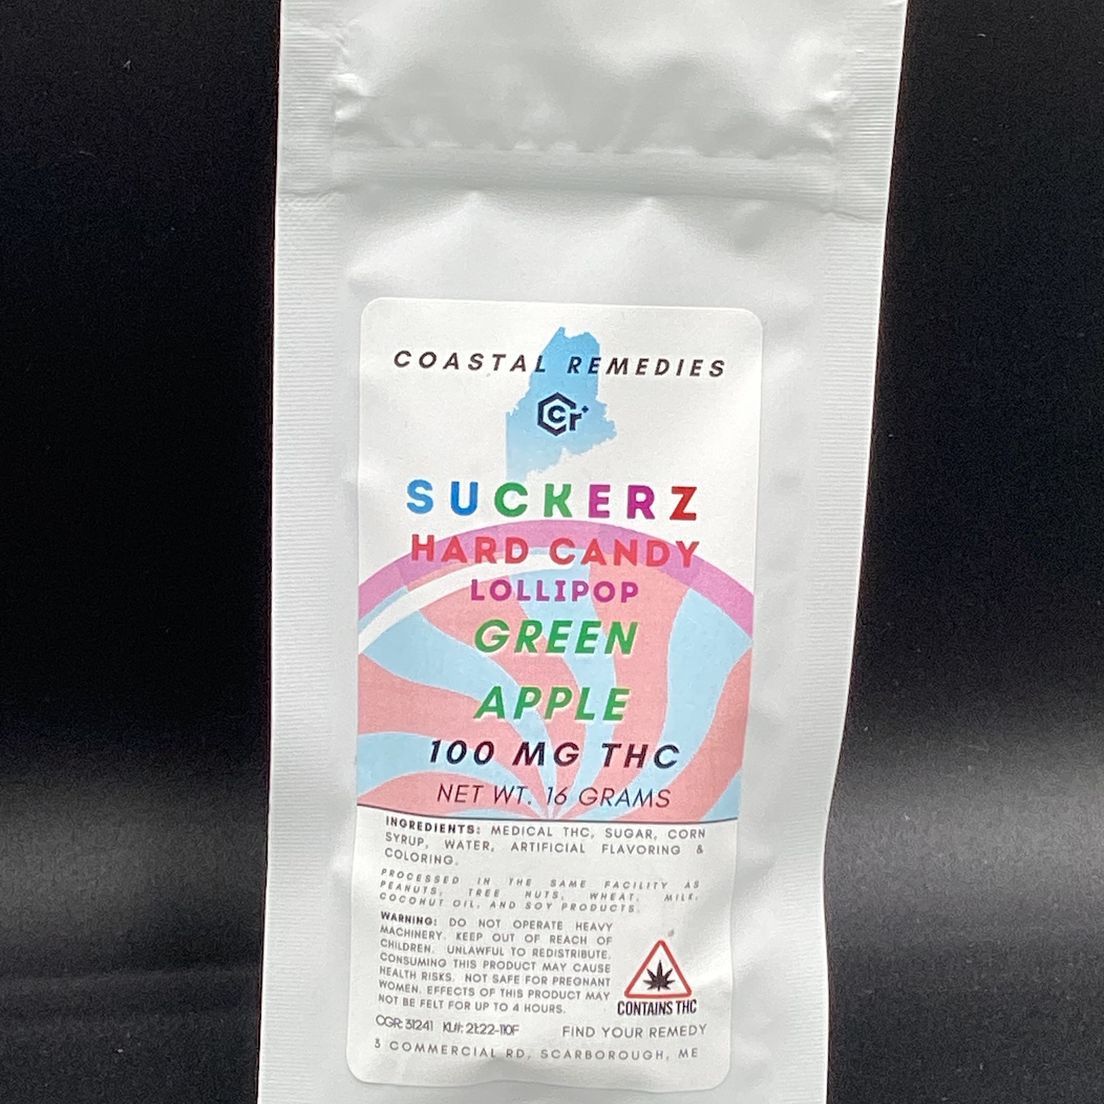 COASTAL REMEDIES
Cr+
SUCKERZ
HARD CANDY
LOLLIPOP
GREEN
APPLE
100 MG THC
NET WT. 16 GRAMS
INGREDIENTS: MEDICAL THC, SUGAR, CORN
SYRUP, WATER, ARTIFICIAL FLAVORING &
COLORING.
PROCESSED IN THE SAME FACILITY AS
PEANUTS, TREE NUTS, WHEAT, MILK,
COCONUT OIL, AND SOY PRODUCTS.
WARNING: DO NOT OPERATE HEAVY
MACHINERY. KEEP OUT OF REACH OF
CHILDREN. UNLAWFUL TO REDISTRIBUTE.
CONSUMING THIS PRODUCT MAY CAUSE
HEALTH RISKS. NOT SAFE FOR PREGNANT
WOMEN. EFFECTS OF THIS PRODUCT MAY
NOT BE FELT FOR UP TO 4 HOURS.
CONTAINS THC
CGR: 31241
FIND YOUR REMEDY
3 COMMERCIAL RD, SCARBOROUGH, ME